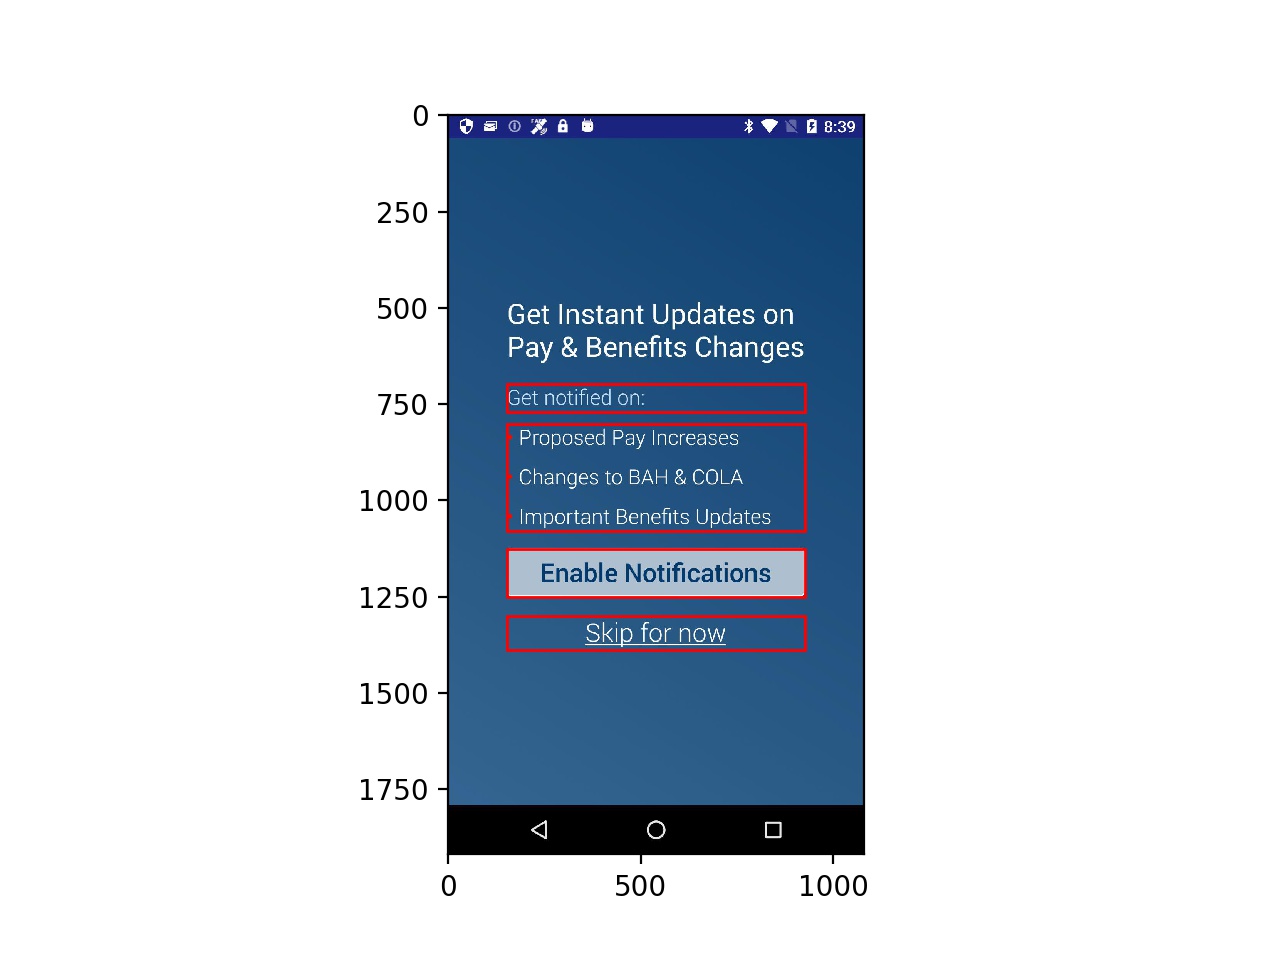 0
250
500
750
1000
1250
1500
1750
8:39
Get Instant Updates on
Pay & Benefits Changes
Get notified on:
Proposed Pay Increases
Changes to BAH & COLA
Important Benefits Updates
Enable Notifications
Skip for now
0
500
1000